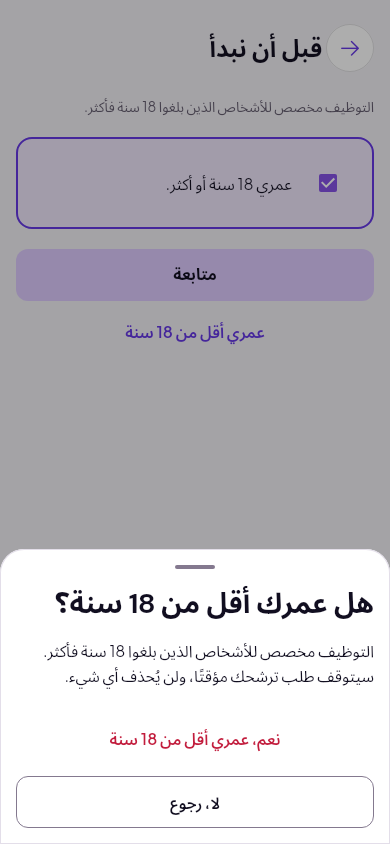 قبل أن نبدأ
التوظيف مخصص للأشخاص الذين بلغوا 18 سنة فأكثر.
عمري 18 سنة أو أكثر.
متابعة
عمري أقل من 18 سنة
هل عمرك أقل من 18 سنة؟
التوظيف مخصص للأشخاص الذين بلغوا 18 سنة فأكثر.
سيتوقف طلب ترشحك مؤقتًا، ولن يُحذف أي شيء.
نعم، عمري أقل من 18 سنة
لا، رجوع